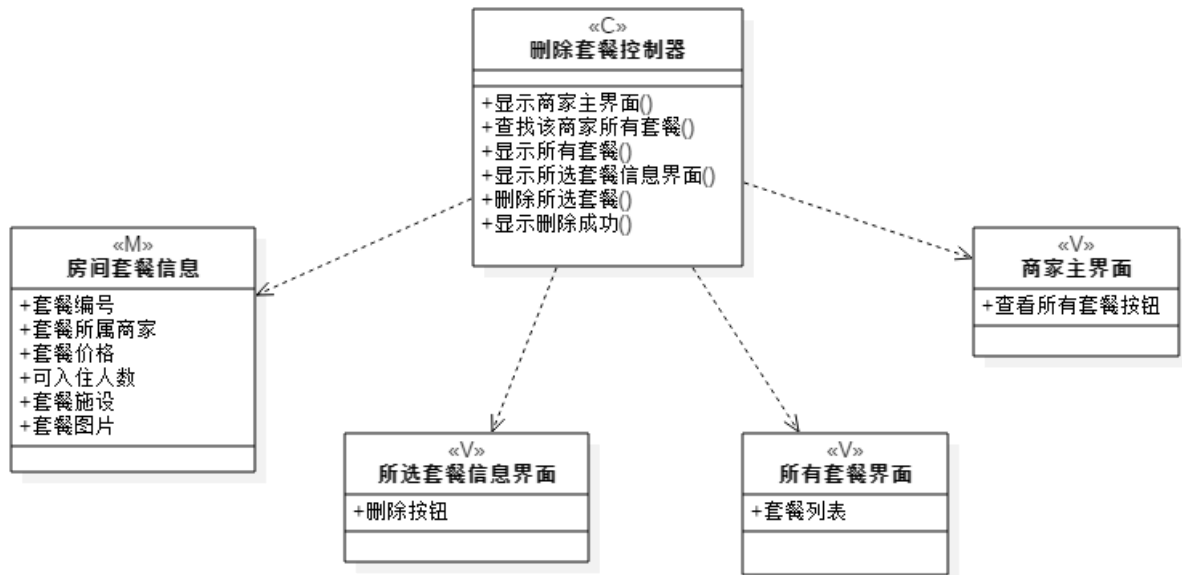 «C»
删除套餐控制器
+显示商家主界面()
+查找该商家所有套餐()
+显示所有套餐()
+显示所选套餐信息界面()
+删除所选套餐()
+显示删除成功()
«M»
房间套餐信息
+套餐编号
+套餐所属商家
+套餐价格
+可入住人数
+套餐施设
+套餐图片
«V»
商家主界面
+查看所有套餐按钮
«V»
所选套餐信息界面
+删除按钮
«V»
所有套餐界面
+套餐列表